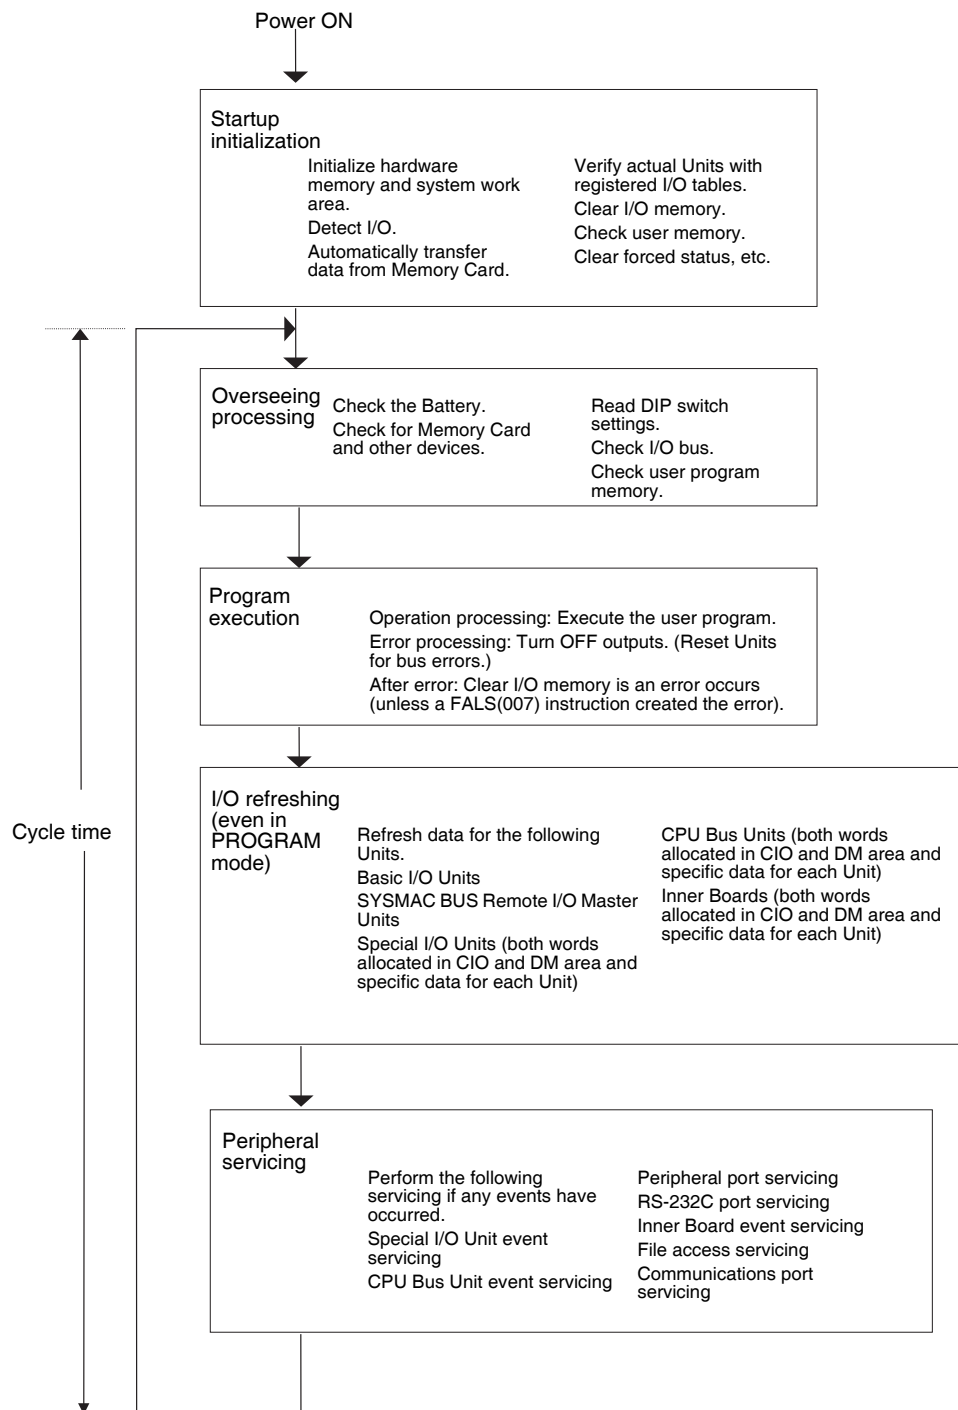 Power ON
Startup
initialization
Initialize hardware
memory and system work
area.
Detect I/O.
Automatically transfer
data from Memory Card.
Verify actual Units with
registered I/O tables.
Clear I/O memory.
Check user memory.
Clear forced status, etc.
Overseeing
processing
Check the Battery.
Check for Memory Card
and other devices.
Read DIP switch
settings.
Check I/O bus.
Check user program
memory.
Program
execution
Operation processing: Execute the user program.
Error processing: Turn OFF outputs. (Reset Units
for bus errors.)
After error: Clear I/O memory is an error occurs
(unless a FALS(007) instruction created the error).
Cycle time
I/O refreshing
(even in
PROGRAM
mode)
Refresh data for the following
Units.
Basic I/O Units
SYSMAC BUS Remote I/O Master
Units
Special I/O Units (both words
allocated in CIO and DM area and
specific data for each Unit)
CPU Bus Units (both words
allocated in CIO and DM area and
specific data for each Unit)
Inner Boards (both words
allocated in CIO and DM area and
specific data for each Unit)
Peripheral
servicing
Perform the following
servicing if any events have
occurred.
Special I/O Unit event
servicing
CPU Bus Unit event servicing
Peripheral port servicing
RS-232C port servicing
Inner Board event servicing
File access servicing
Communications port
servicing